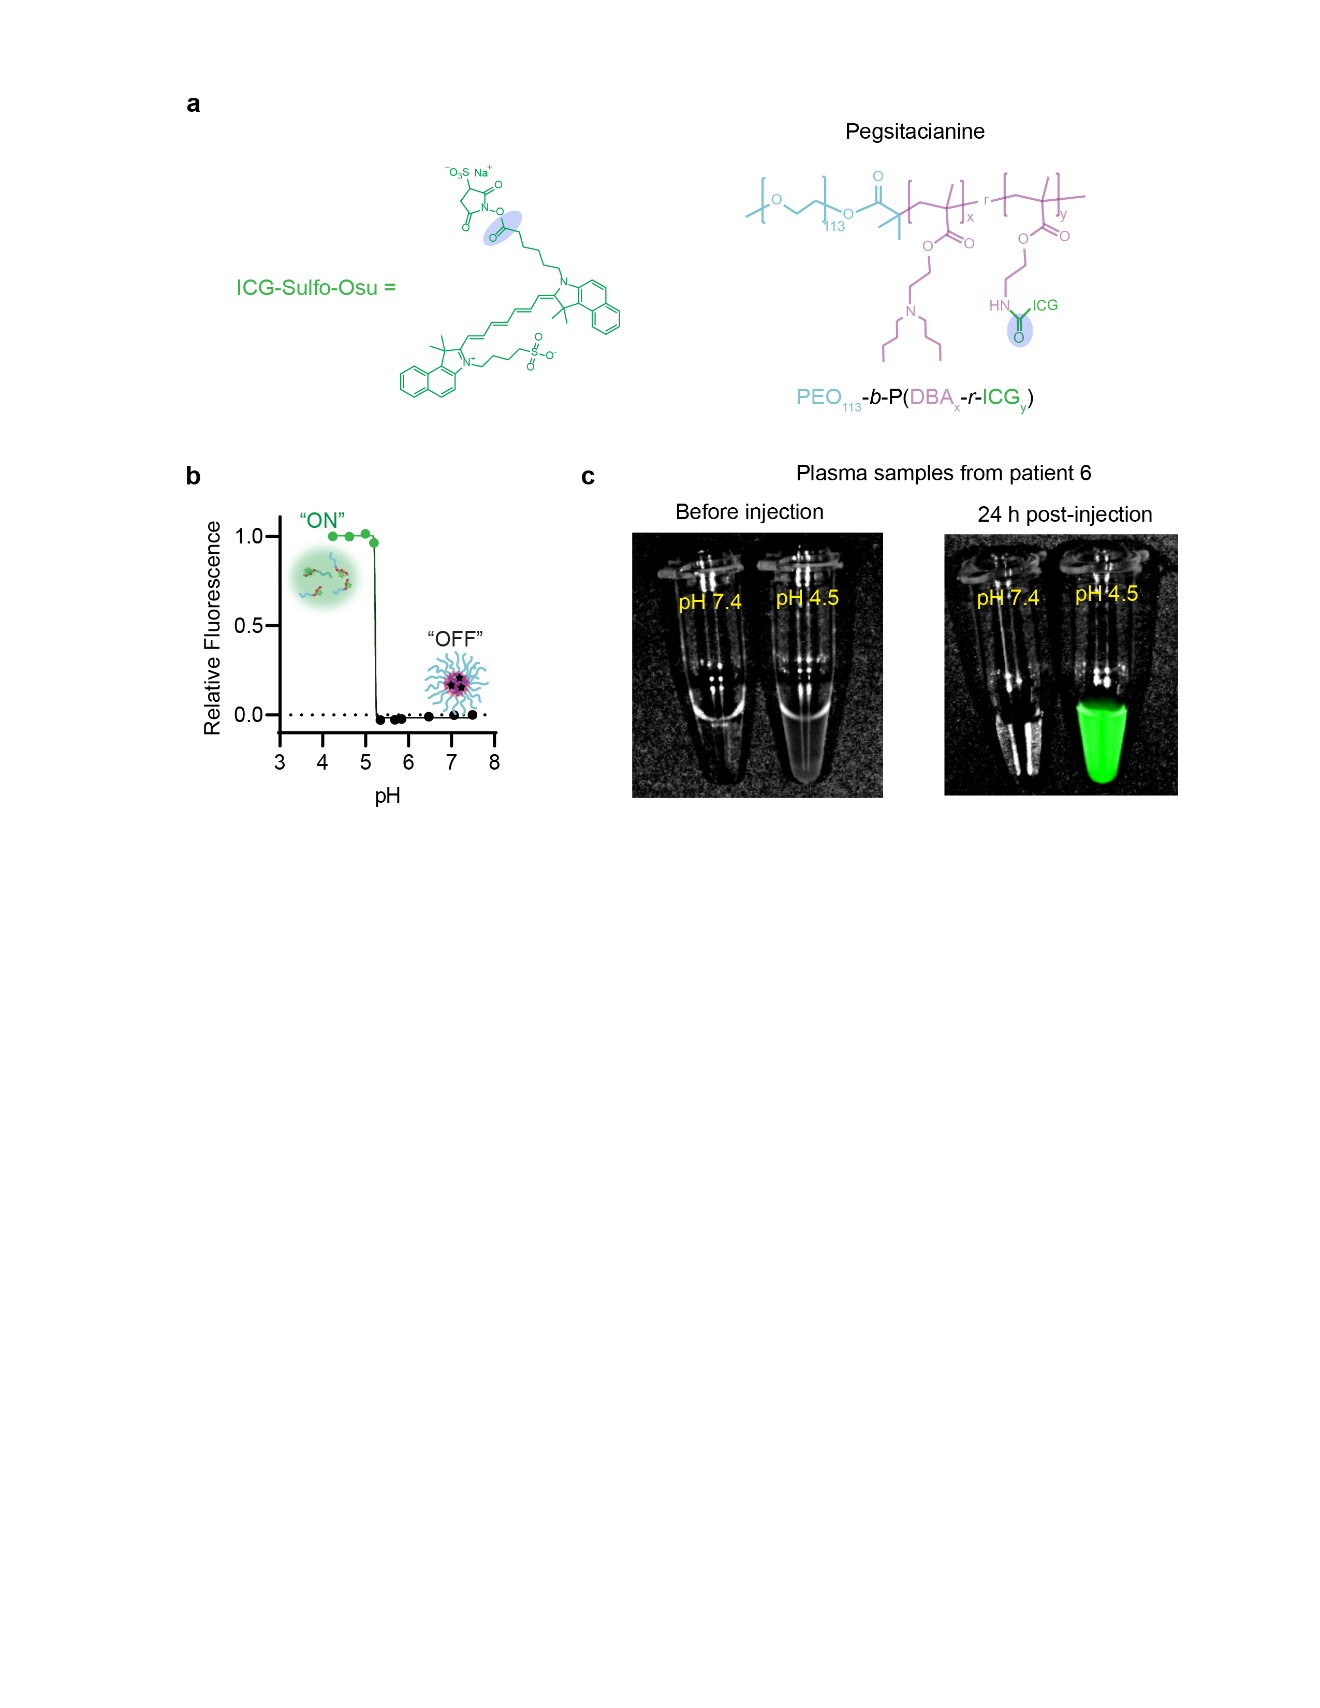 a
Pegsitacianine
⁻O₃S Na⁺
O
N
O
O
O
ICG-Sulfo-Osu =
N
O
S
O⁻
O
N⁺
O
113
O
O
x
r
y
O
O
O
O
N
HN
ICG
O
PEO₁₁₃-b-P(DBAₓ-r-ICGᵧ)
b
Relative Fluorescence
1.0
0.5
0.0
"ON"
"OFF"
3 4 5 6 7 8
pH
c
Plasma samples from patient 6
Before injection
24 h post-injection
pH 7.4
pH 4.5
pH 7.4
pH 4.5